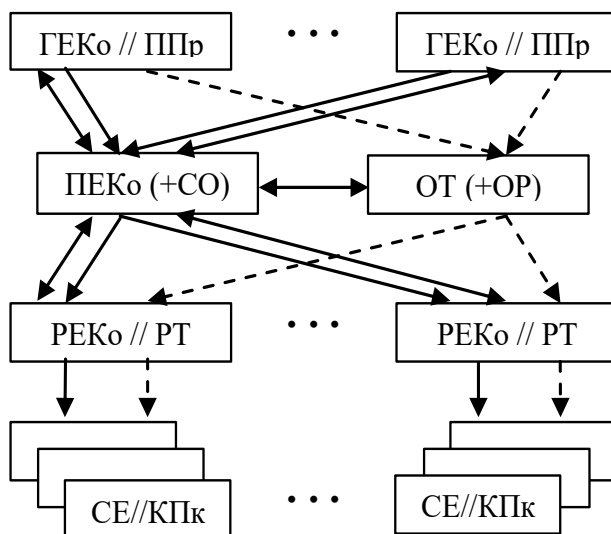 ГЕКо // ППр ... ГЕКо // ППр
ПЕКо (+СО) ОТ (+ОР)
РЕКо // РТ ... РЕКо // РТ
СЕ//КПк ... СЕ//КПк